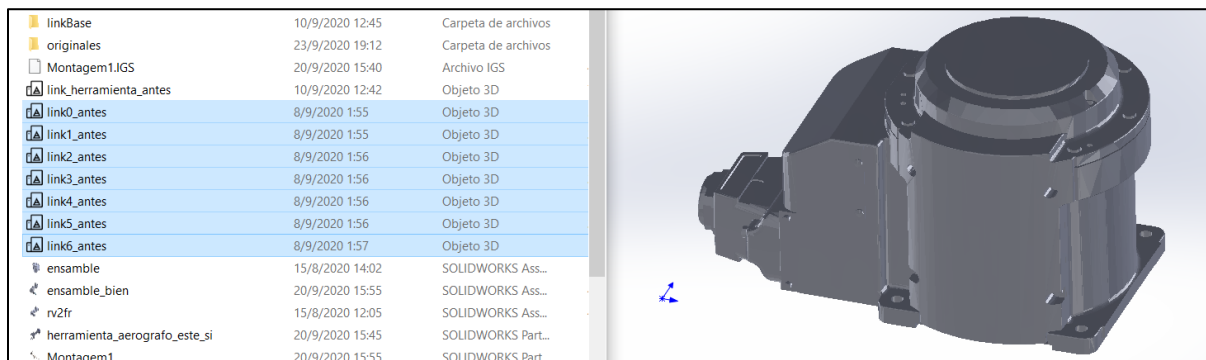 linkBase 10/9/2020 12:45 Carpeta de archivos
originales 23/9/2020 19:12 Carpeta de archivos
Montagem1.IGS 20/9/2020 15:40 Archivo IGS
link_herramienta_antes 10/9/2020 12:42 Objeto 3D
link0_antes 8/9/2020 1:55 Objeto 3D
link1_antes 8/9/2020 1:55 Objeto 3D
link2_antes 8/9/2020 1:56 Objeto 3D
link3_antes 8/9/2020 1:56 Objeto 3D
link4_antes 8/9/2020 1:56 Objeto 3D
link5_antes 8/9/2020 1:56 Objeto 3D
link6_antes 8/9/2020 1:57 Objeto 3D
ensamble 15/8/2020 14:02 SOLIDWORKS Ass...
ensamble_bien 20/9/2020 15:55 SOLIDWORKS Ass...
rv2fr 15/8/2020 12:05 SOLIDWORKS Ass...
herramienta_aerografo_este_si 20/9/2020 15:45 SOLIDWORKS Part...
Montagem1 20/9/2020 15:55 SOLIDWORKS Part